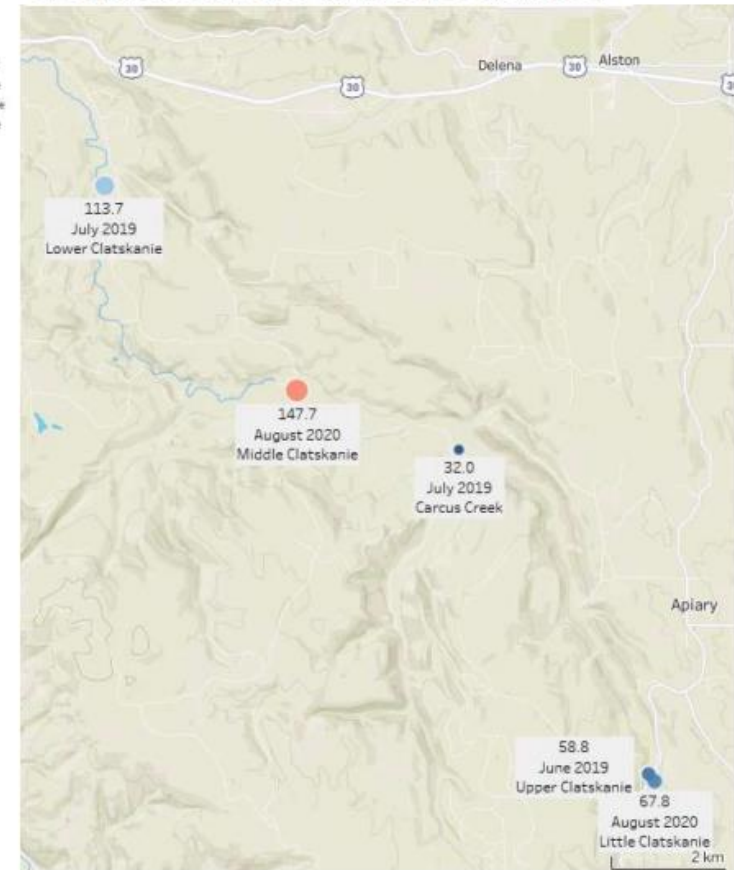 30
Delena
30
Alston
30
30
113.7
July 2019
Lower Clatskanie
147.7
August 2020
Middle Clatskanie
32.0
July 2019
Carcus Creek
Apiary
58.8
June 2019
Upper Clatskanie
67.8
August 2020
Little Clatskanie
2 km